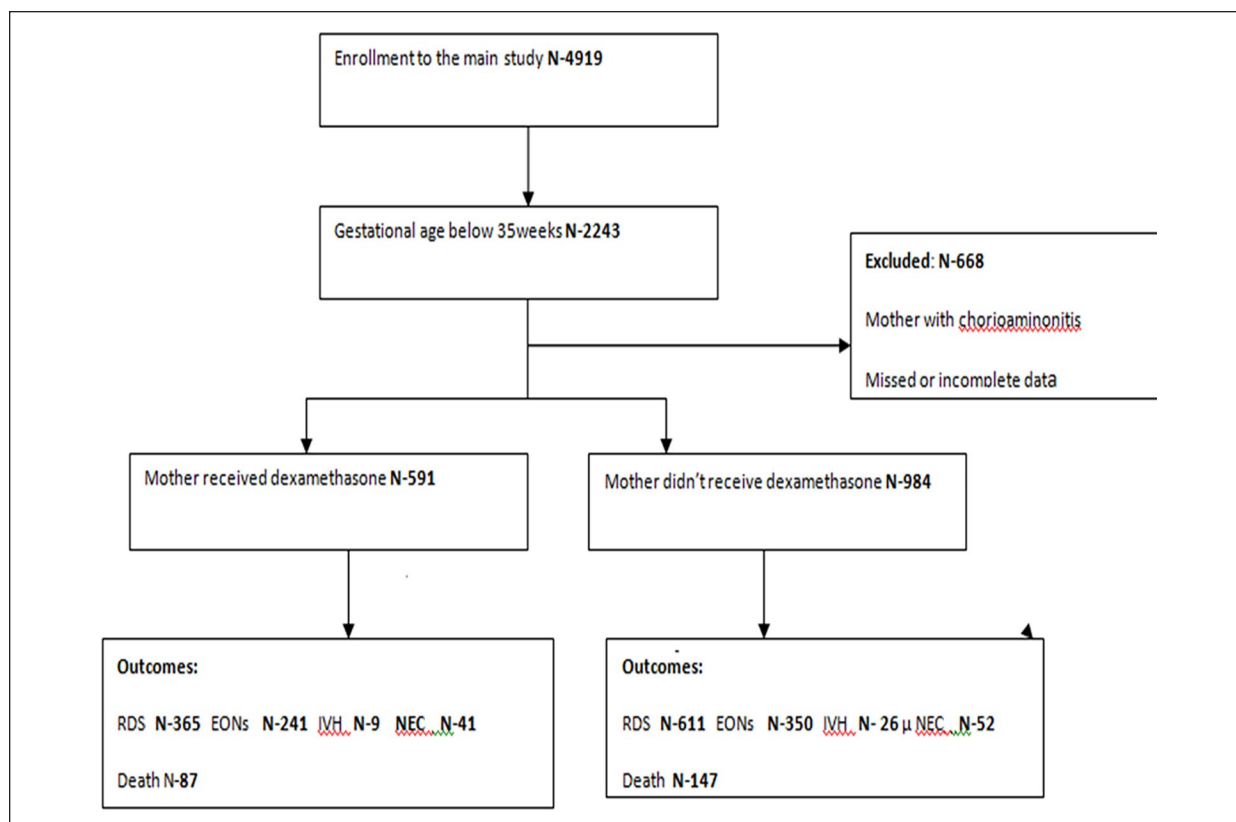 Enrollment to the main study N-4919
Gestational age below 35weeks N-2243
Excluded: N-668
Mother with chorioaminonitis
Missed or incomplete data
Mother received dexamethasone N-591
Mother didn't receive dexamethasone N-984
Outcomes:
RDS N-365 EONs N-241 IVH N-9 NEC N-41
Death N-87
Outcomes:
RDS N-611 EONs N-350 IVH N- 26 µ NEC N-52
Death N-147